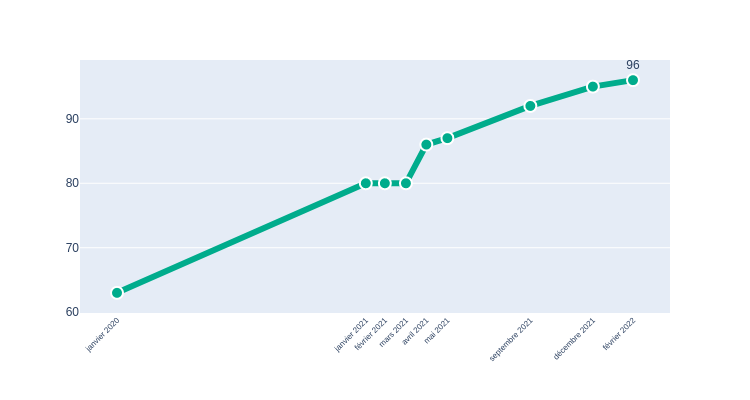 96
90
80
70
60
janvier 2020
janvier 2021
février 2021
mars 2021
avril 2021
mai 2021
septembre 2021
décembre 2021
février 2022